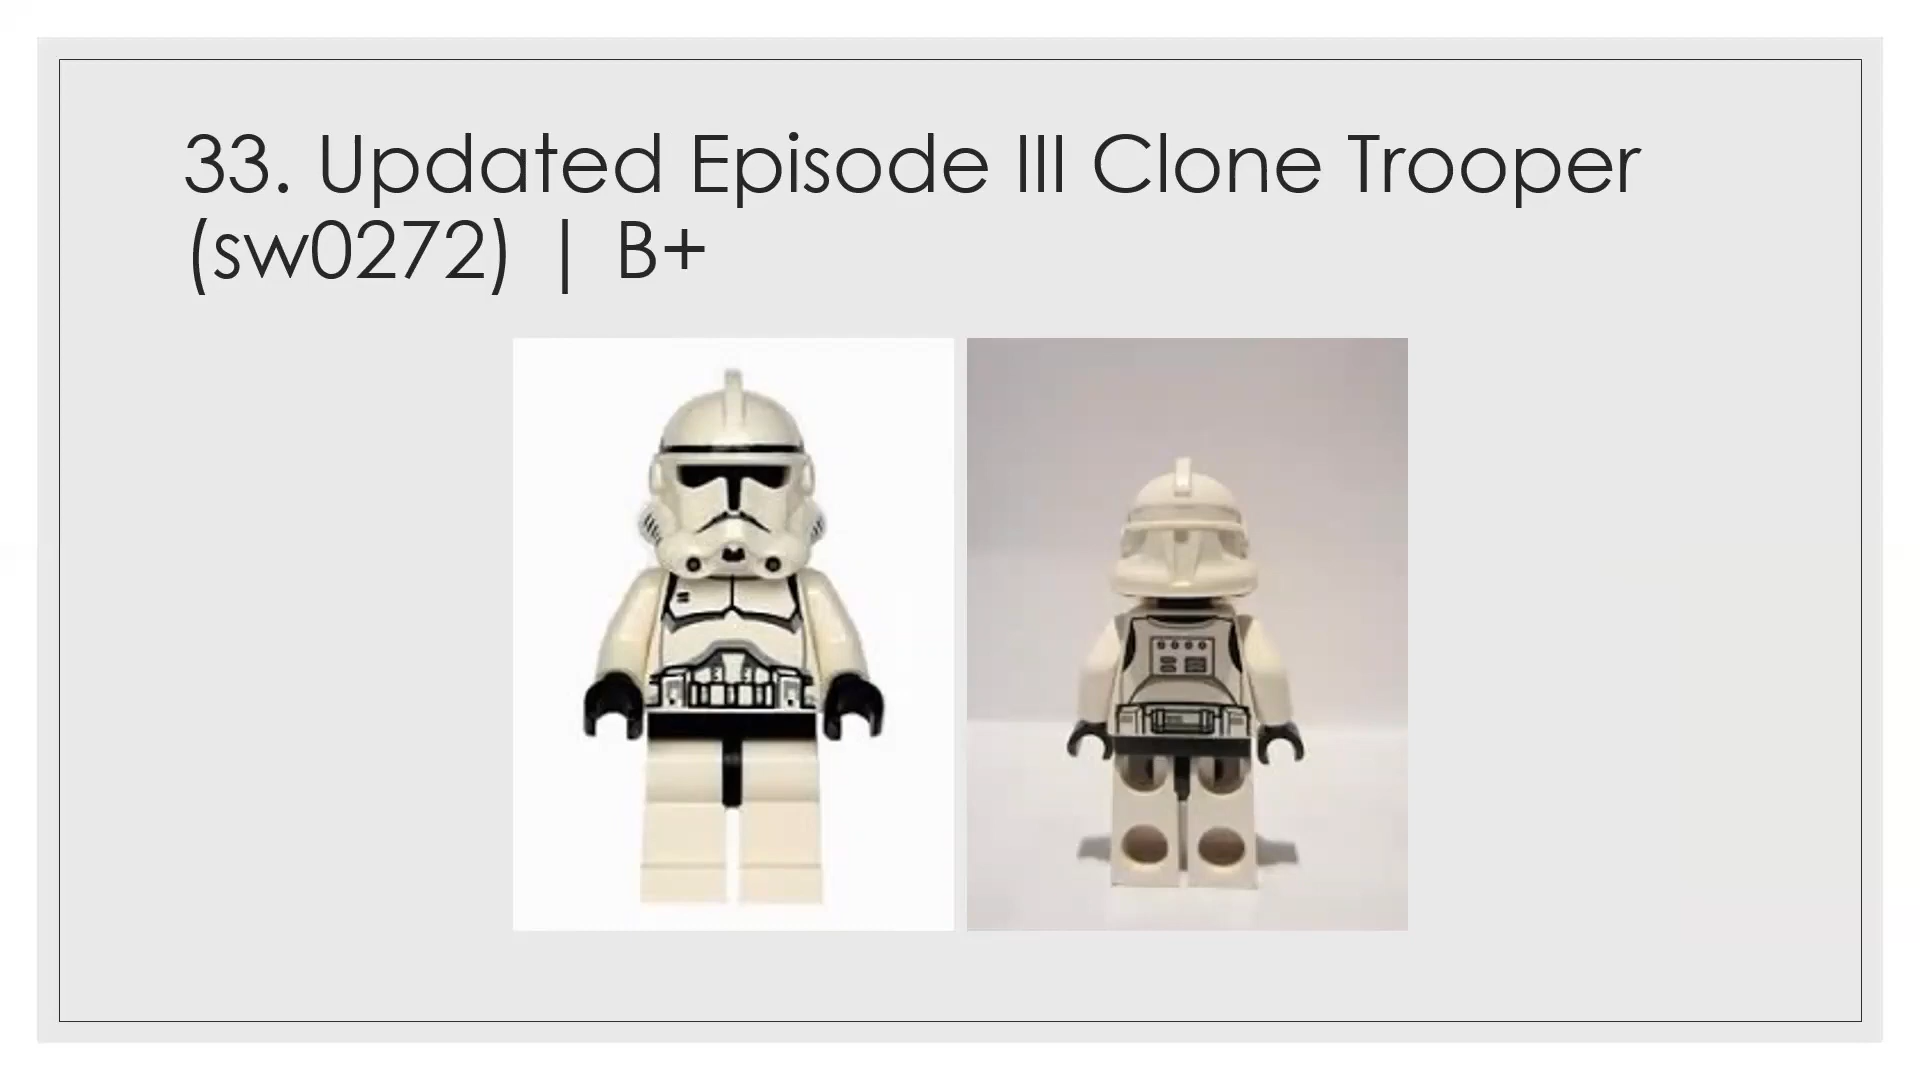 33. Updated Episode III Clone Trooper
(sw0272) | B+